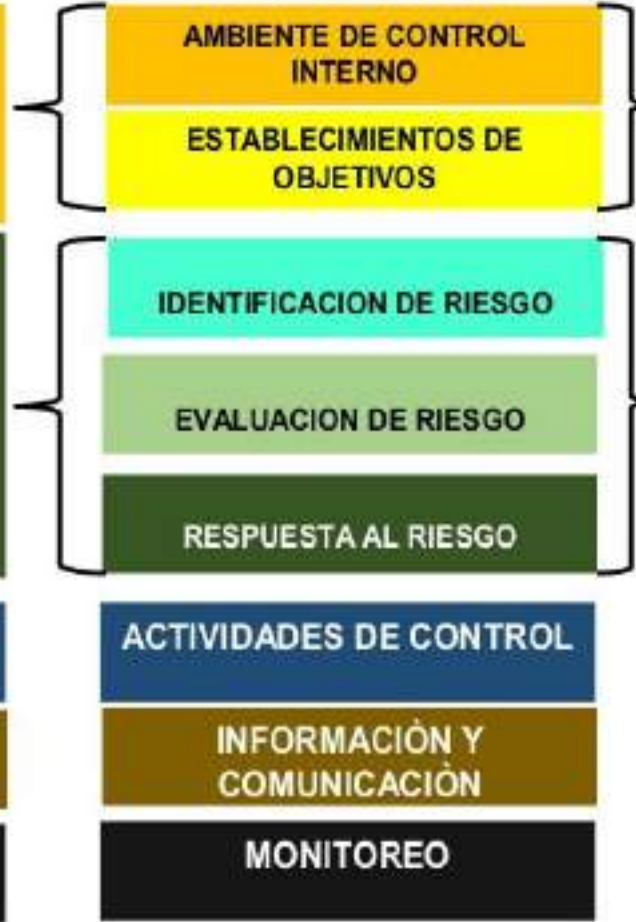 AMBIENTE DE CONTROL
INTERNO
ESTABLECIMIENTOS DE
OBJETIVOS
IDENTIFICACION DE RIESGO
EVALUACION DE RIESGO
RESPUESTA AL RIESGO
ACTIVIDADES DE CONTROL
INFORMACIÒN Y
COMUNICACIÒN
MONITOREO